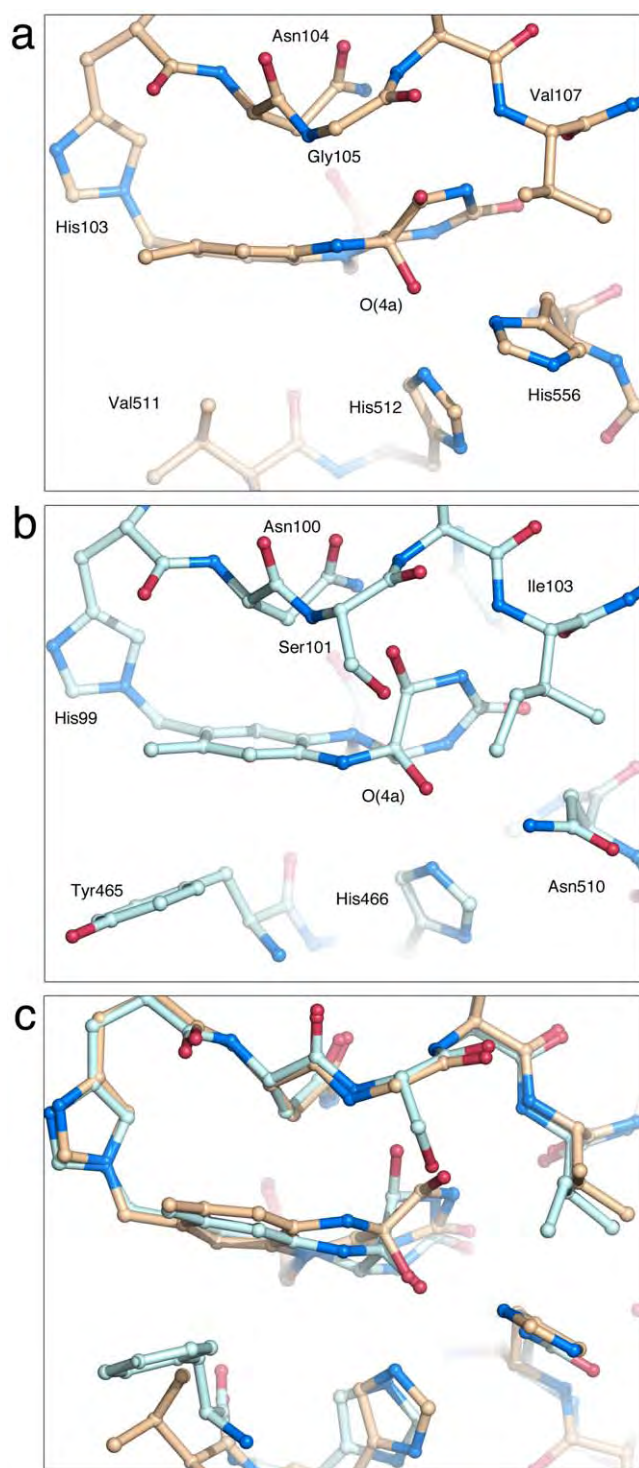 a
Asn104
Val107
Gly105
His103
O(4a)
Val511
His512
His556
b
Asn100
Ile103
Ser101
His99
O(4a)
Tyr465
His466
Asn510
c